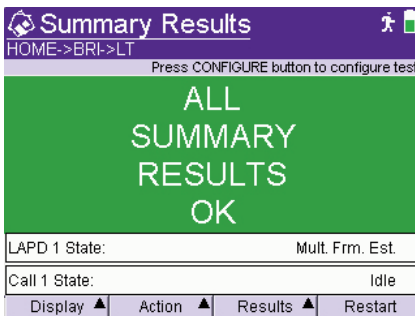 Summary Results
HOME->BRI->LT
Press CONFIGURE button to configure test
ALL
SUMMARY
RESULTS
OK
LAPD 1 State: Mult. Frm. Est.
Call 1 State: Idle
Display ▲ Action ▲ Results ▲ Restart